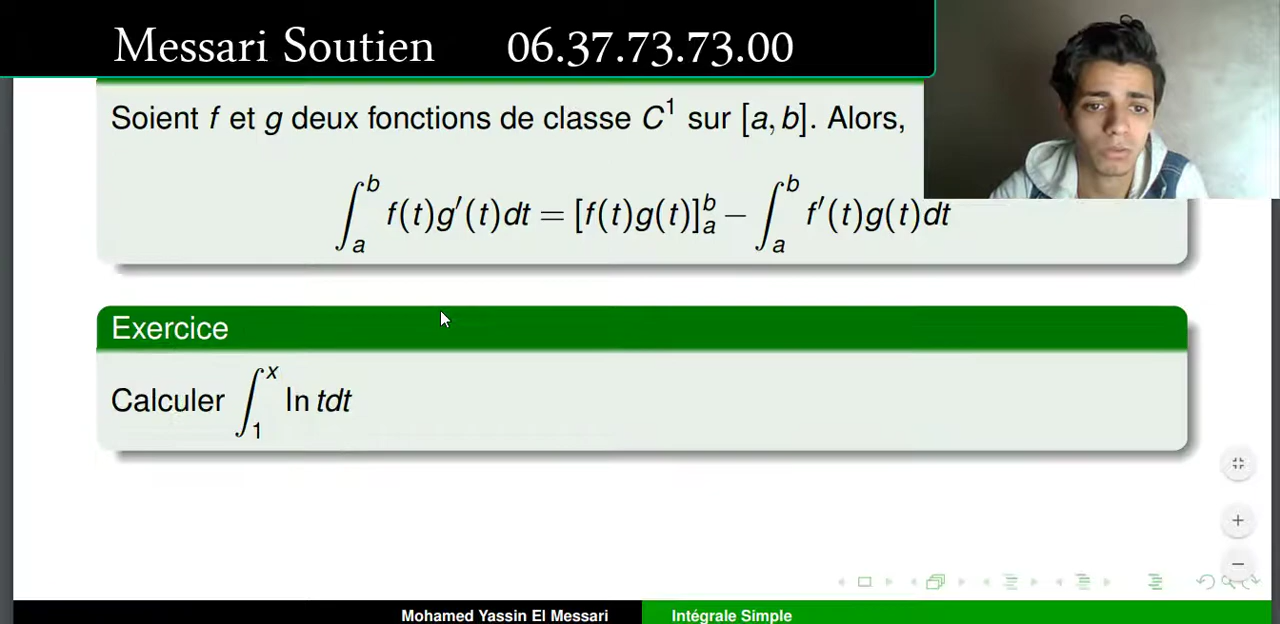 Messari Soutien 06.37.73.73.00
Soient f et g deux fonctions de classe C¹ sur [a, b]. Alors,
∫ₐᵇ f(t)g′(t)dt = [f(t)g(t)]ₐᵇ − ∫ₐᵇ f′(t)g(t)dt
Exercice
Calculer ∫₁ˣ ln tdt
Mohamed Yassin El Messari Intégrale Simple